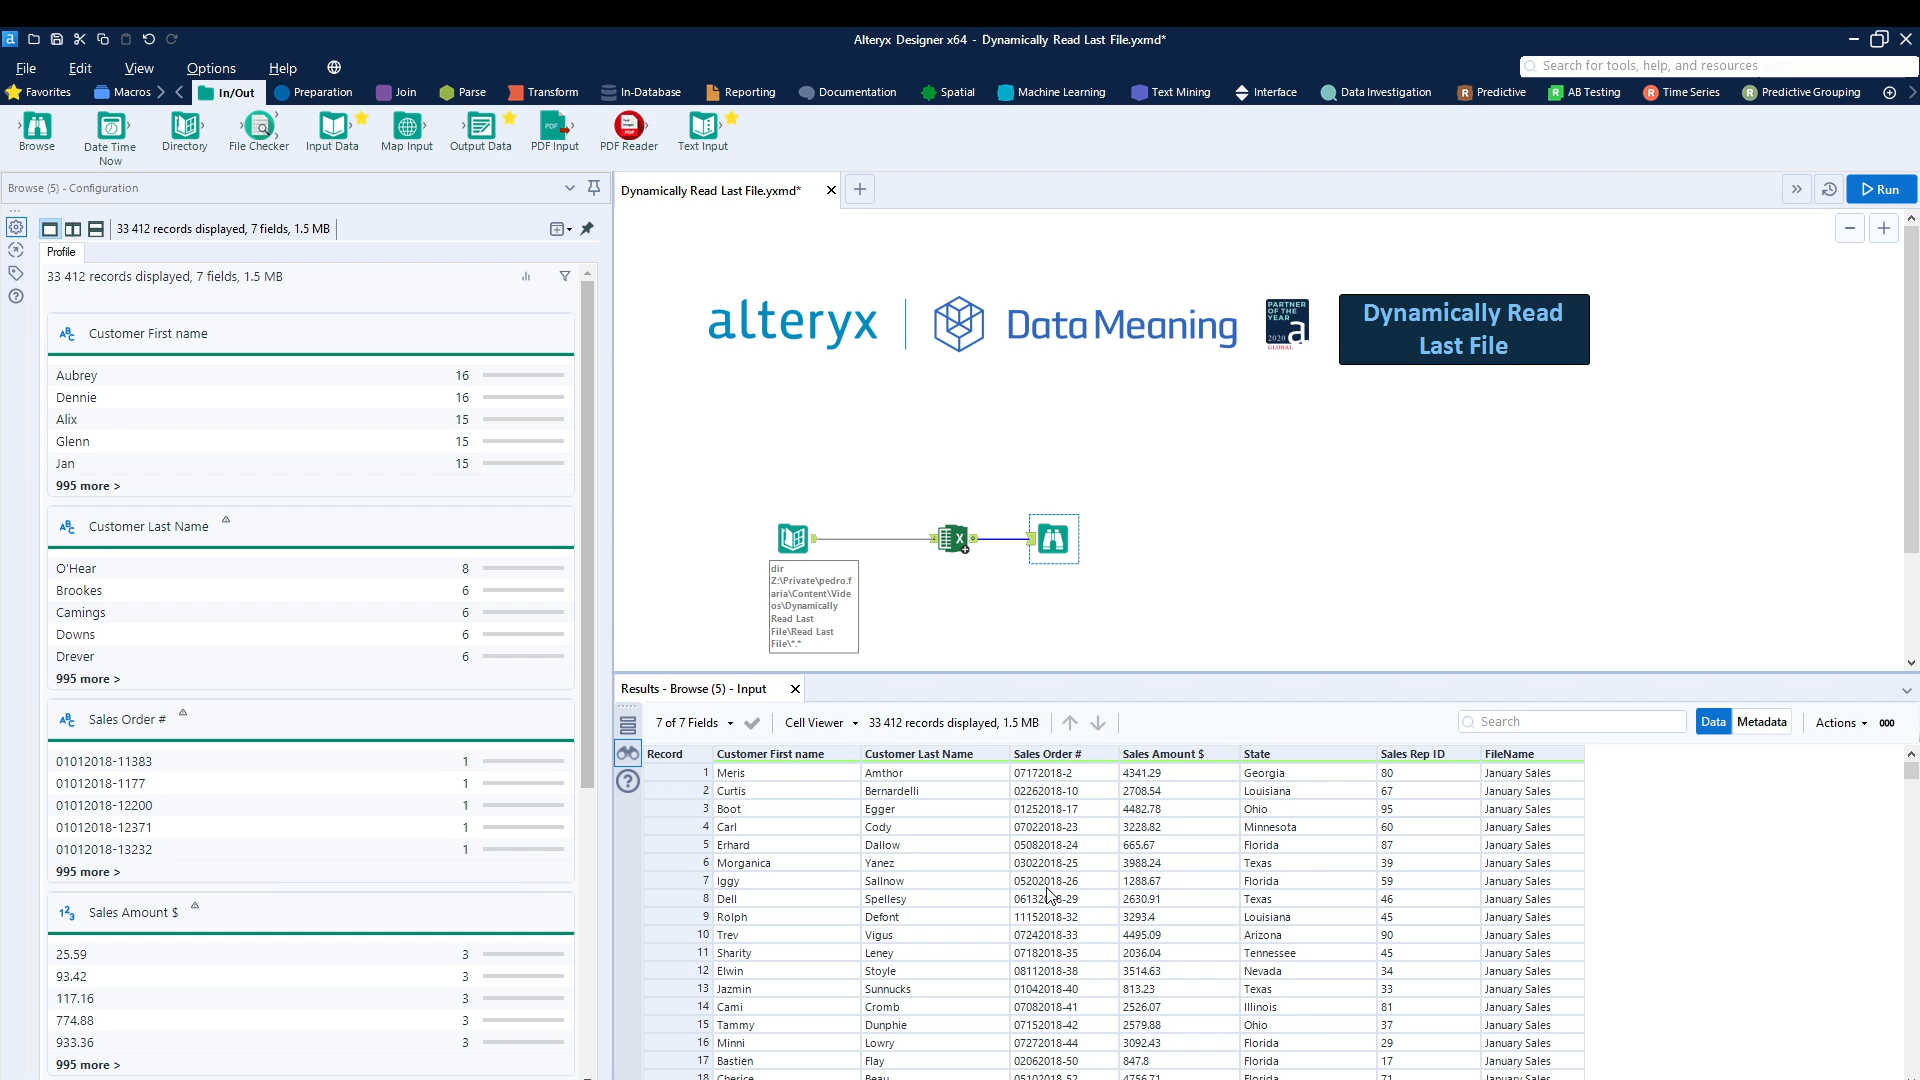 Alteryx Designer x64 - Dynamically Read Last File.yxmd*
File Edit View Options Help
Search for tools, help, and resources
Favorites Macros In/Out Preparation Join Parse Transform In-Database Reporting Documentation Spatial Machine Learning Text Mining Interface Data Investigation Predictive AB Testing Time Series Predictive Grouping
Browse Date Time Now Directory File Checker Input Data Map Input Output Data PDF Input PDF Reader Text Input
Browse (5) - Configuration
Dynamically Read Last File.yxmd*
Run
33 412 records displayed, 7 fields, 1.5 MB
Profile
33 412 records displayed, 7 fields, 1.5 MB
Customer First name
Aubrey 16
Dennie 16
Alix 15
Glenn 15
Jan 15
995 more >
Customer Last Name
O'Hear 8
Brookes 6
Camings 6
Downs 6
Drever 6
995 more >
Sales Order #
01012018-11383 1
01012018-1177 1
01012018-12200 1
01012018-12371 1
01012018-13232 1
995 more >
Sales Amount $
25.59 3
93.42 3
117.16 3
774.88 3
933.36 3
995 more >
alteryx
DataMeaning
PARTNER
OF THE
YEAR
2020 a
GLOBAL
Dynamically Read
Last File
dir
Z:\Private\pedro.f
aria\Content\Vide
os\Dynamically
Read Last
File\Read Last
File\*.*
Results - Browse (5) - Input
7 of 7 Fields Cell Viewer 33 412 records displayed, 1.5 MB Search Data Metadata Actions 000
Record Customer First name Customer Last Name Sales Order # Sales Amount $ State Sales Rep ID FileName
1 Meris Amthor 07172018-2 4341.29 Georgia 80 January Sales
2 Curtis Bernardelli 02262018-10 2708.54 Louisiana 67 January Sales
3 Boot Egger 01252018-17 4482.78 Ohio 95 January Sales
4 Carl Cody 07022018-23 3228.82 Minnesota 60 January Sales
5 Erhard Dallow 05082018-24 665.67 Florida 87 January Sales
6 Morganica Yanez 03022018-25 3988.24 Texas 39 January Sales
7 Iggy Sallnow 05202018-26 1288.67 Florida 59 January Sales
8 Dell Spellesy 06132018-29 2630.91 Texas 46 January Sales
9 Rolph Defont 11152018-32 3293.4 Louisiana 45 January Sales
10 Trev Vigus 07242018-33 4495.09 Arizona 90 January Sales
11 Sharity Leney 07182018-35 2036.04 Tennessee 45 January Sales
12 Elwin Stoyle 08112018-38 3514.63 Nevada 34 January Sales
13 Jazmin Sunnucks 01042018-40 813.23 Texas 33 January Sales
14 Cami Cromb 07082018-41 2526.07 Illinois 81 January Sales
15 Tammy Dunphie 07152018-42 2579.88 Ohio 37 January Sales
16 Minni Lowry 07272018-44 3092.43 Florida 29 January Sales
17 Bastien Flay 02062018-50 847.8 Florida 17 January Sales
18 Cherice Beau 05102018-52 4756.71 Florida 71 January Sales